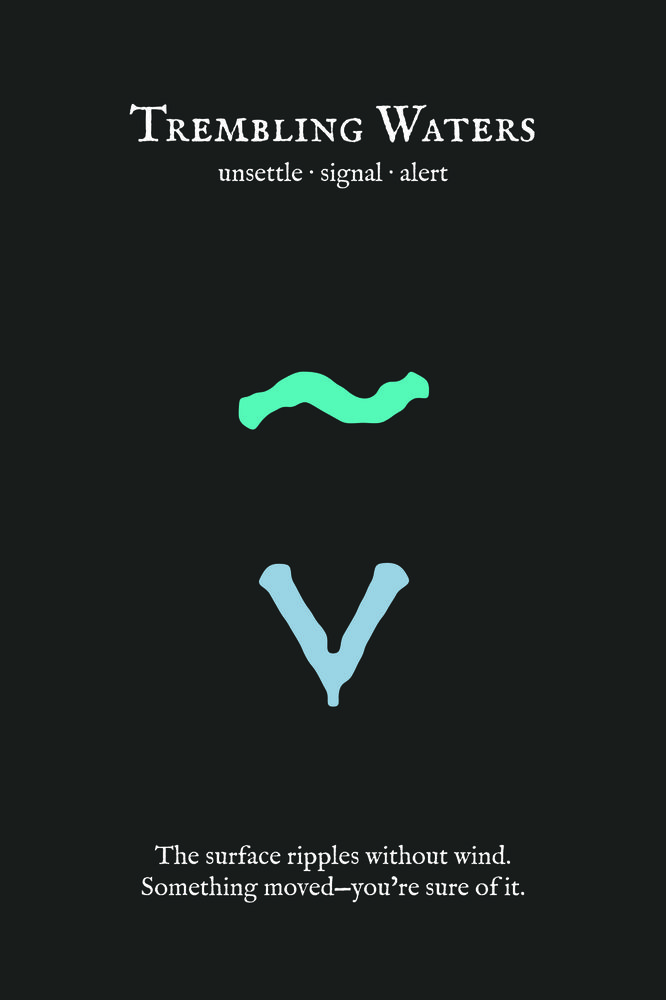 Trembling Waters
unsettle · signal · alert
~
V
The surface ripples without wind.
Something moved—you're sure of it.